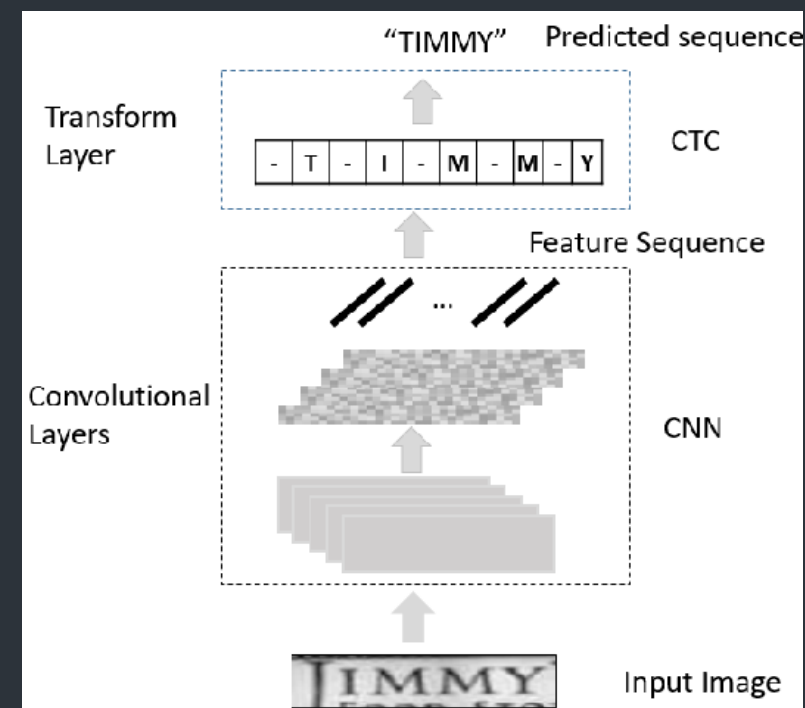 “TIMMY” Predicted sequence
Transform
Layer
- T - I - M - M - Y
CTC
Feature Sequence
...
Convolutional
Layers
CNN
IMMY
Input Image